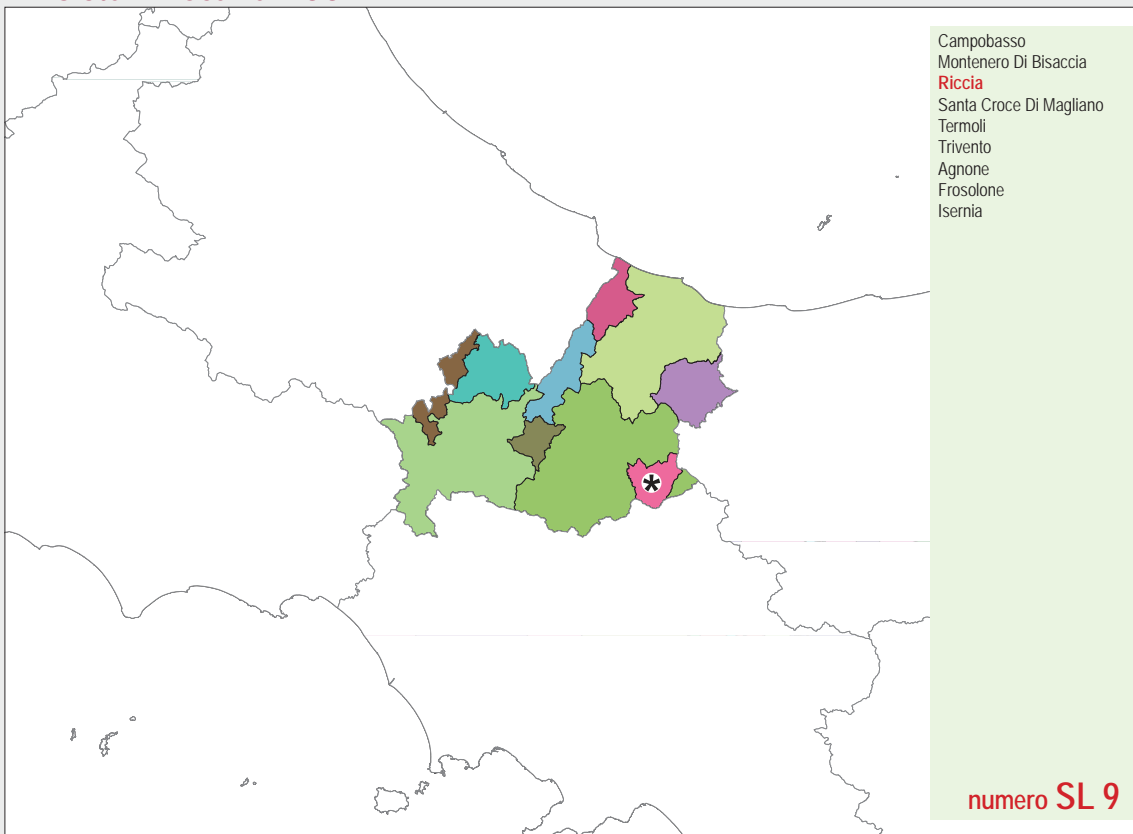 Campobasso
Montenero Di Bisaccia
Riccia
Santa Croce Di Magliano
Termoli
Trivento
Agnone
Frosolone
Isernia
*
numero SL 9